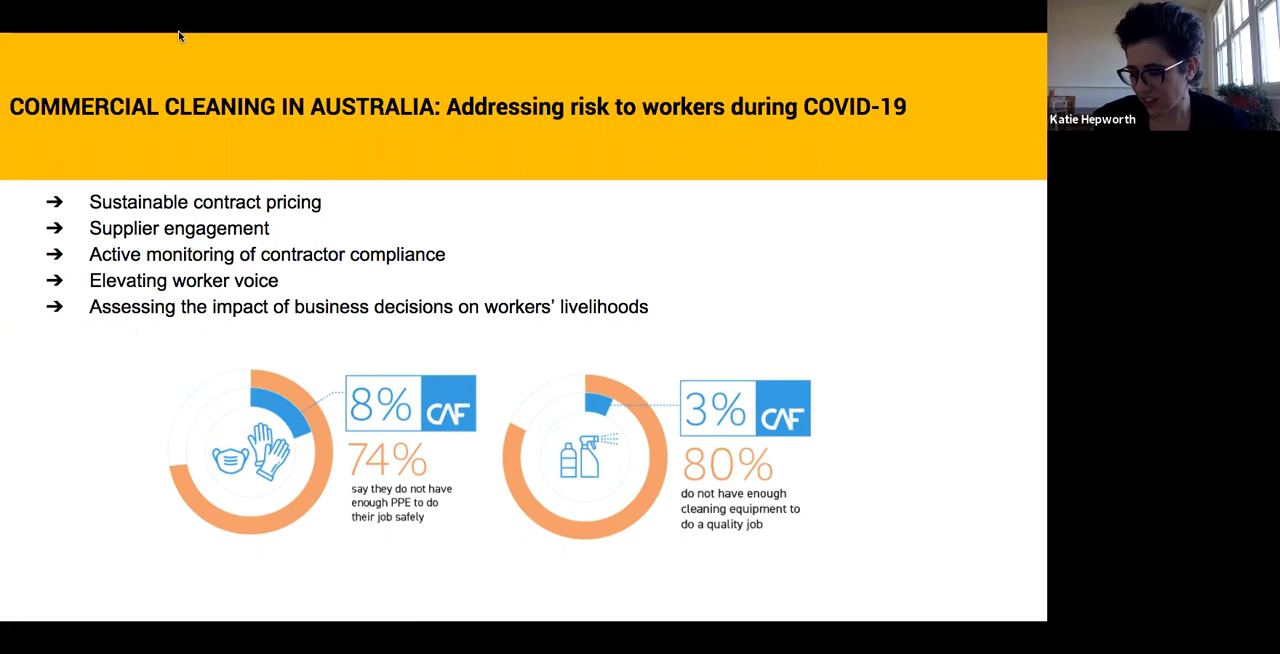 COMMERCIAL CLEANING IN AUSTRALIA: Addressing risk to workers during COVID-19
Katie Hepworth
➔ Sustainable contract pricing
➔ Supplier engagement
➔ Active monitoring of contractor compliance
➔ Elevating worker voice
➔ Assessing the impact of business decisions on workers’ livelihoods
8% CAF
74%
say they do not have
enough PPE to do
their job safely
3% CAF
80%
do not have enough
cleaning equipment to
do a quality job